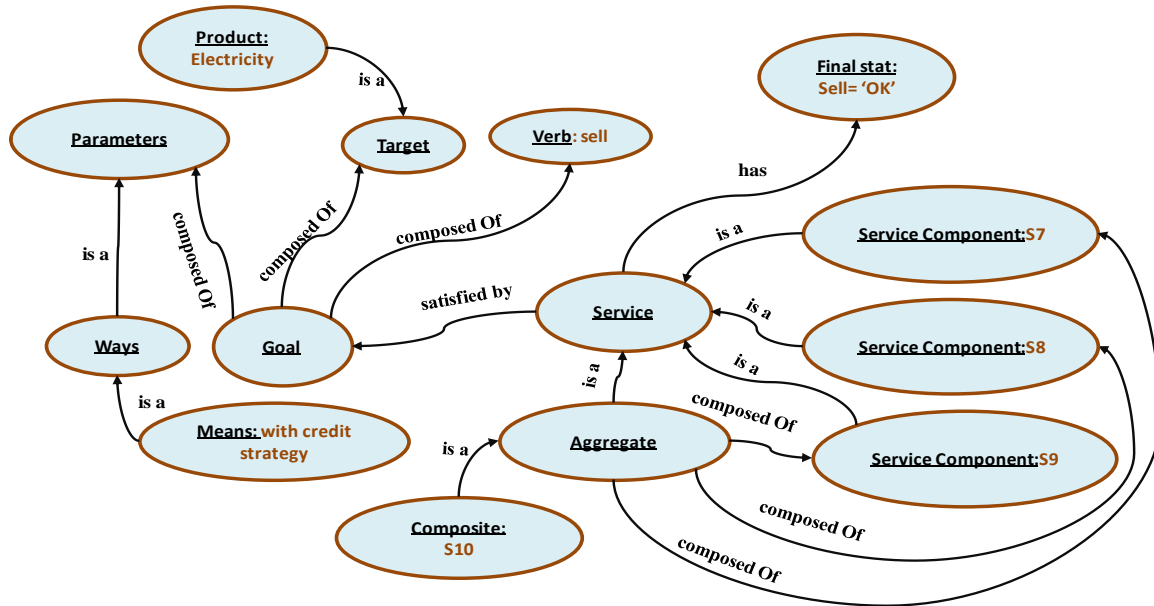 Product:
Electricity
is a
Final stat:
Sell= ‘OK’
Parameters
Target
Verb: sell
has
composed Of
composed Of
composed Of
is a
Service Component:S7
is a
satisfied by
Service
is a
Service Component:S8
Ways
Goal
is a
is a
is a
Means: with credit
strategy
is a
Aggregate
composed Of
Service Component:S9
Composite:
S10
composed Of
composed Of